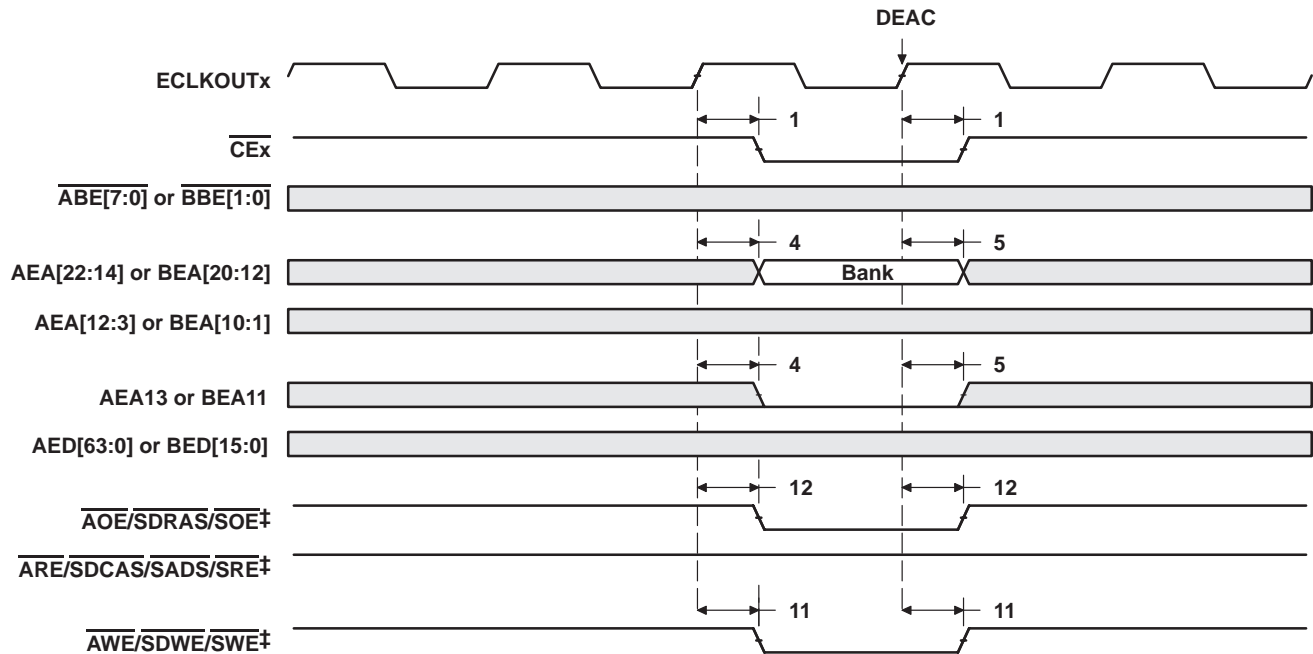 DEAC
ECLKOUTx
1 1
CEx
ABE[7:0] or BBE[1:0]
4 5
AEA[22:14] or BEA[20:12] Bank
AEA[12:3] or BEA[10:1]
4 5
AEA13 or BEA11
AED[63:0] or BED[15:0]
12 12
AOE/SDRAS/SOE‡
ARE/SDCAS/SADS/SRE‡
11 11
AWE/SDWE/SWE‡